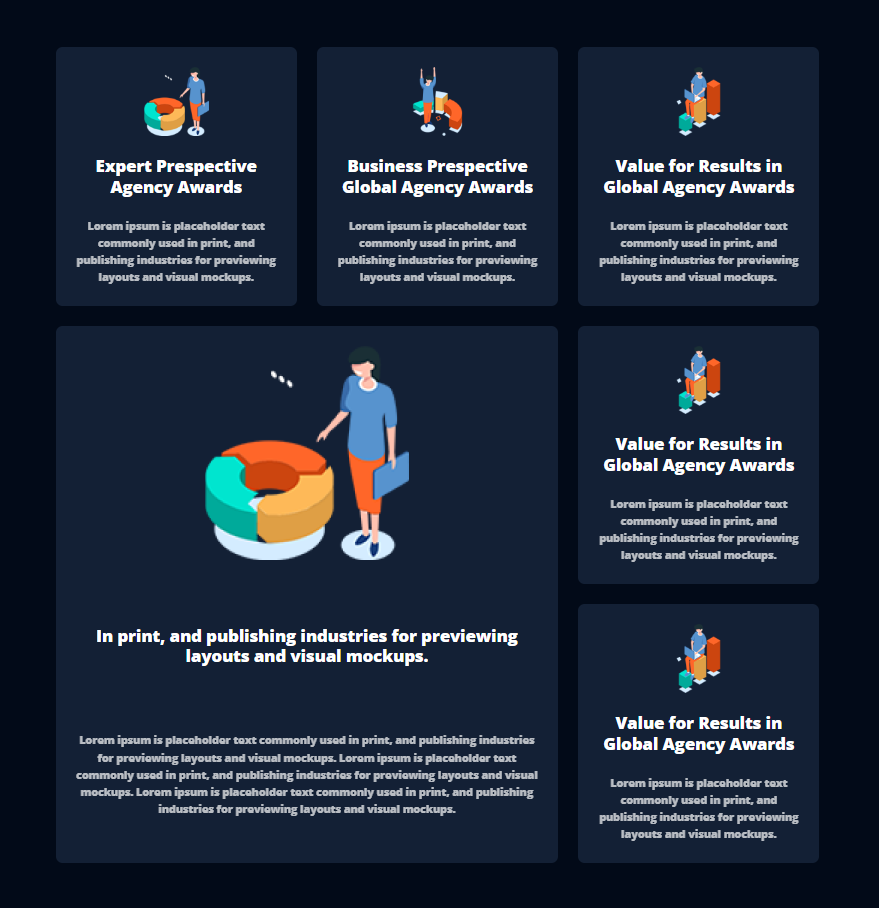 Expert Prespective
Agency Awards
Lorem ipsum is placeholder text
commonly used in print, and
publishing industries for previewing
layouts and visual mockups.
Business Prespective
Global Agency Awards
Lorem ipsum is placeholder text
commonly used in print, and
publishing industries for previewing
layouts and visual mockups.
Value for Results in
Global Agency Awards
Lorem ipsum is placeholder text
commonly used in print, and
publishing industries for previewing
layouts and visual mockups.
In print, and publishing industries for previewing
layouts and visual mockups.
Lorem ipsum is placeholder text commonly used in print, and publishing industries
for previewing layouts and visual mockups. Lorem ipsum is placeholder text
commonly used in print, and publishing industries for previewing layouts and visual
mockups. Lorem ipsum is placeholder text commonly used in print, and publishing
industries for previewing layouts and visual mockups.
Value for Results in
Global Agency Awards
Lorem ipsum is placeholder text
commonly used in print, and
publishing industries for previewing
layouts and visual mockups.
Value for Results in
Global Agency Awards
Lorem ipsum is placeholder text
commonly used in print, and
publishing industries for previewing
layouts and visual mockups.